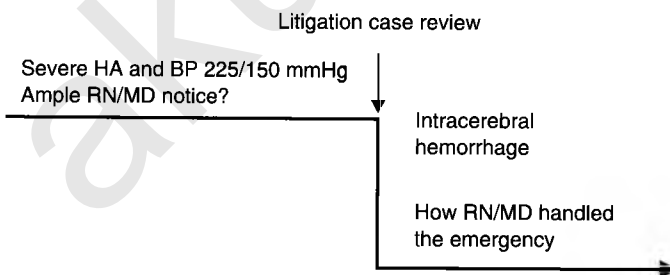 Litigation case review
Severe HA and BP 225/150 mmHg
Ample RN/MD notice?
Intracerebral
hemorrhage
How RN/MD handled
the emergency